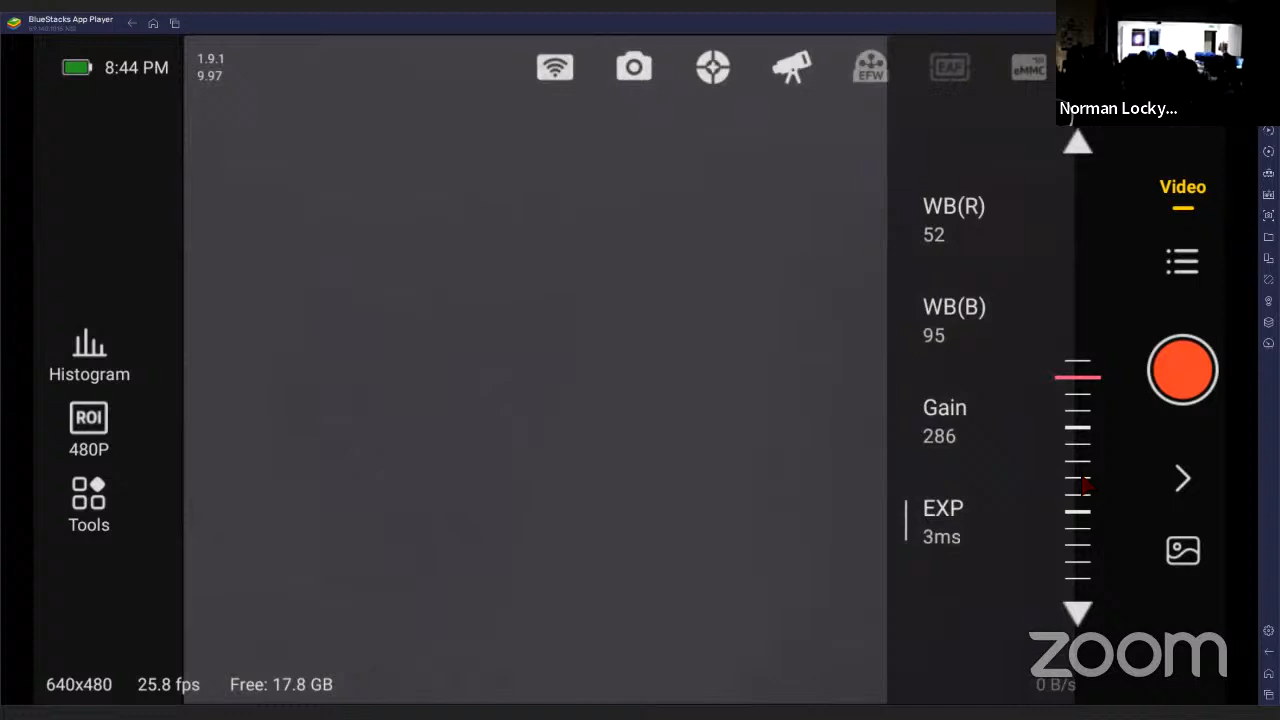 BlueStacks App Player
8:44 PM
1.9.1
9.97
EFW
EAF
eMMC
Norman Locky...
Video
WB(R)
52
WB(B)
95
Histogram
Gain
286
ROI
480P
EXP
3ms
Tools
zoom
640x480
25.8 fps
Free: 17.8 GB
0 B/s